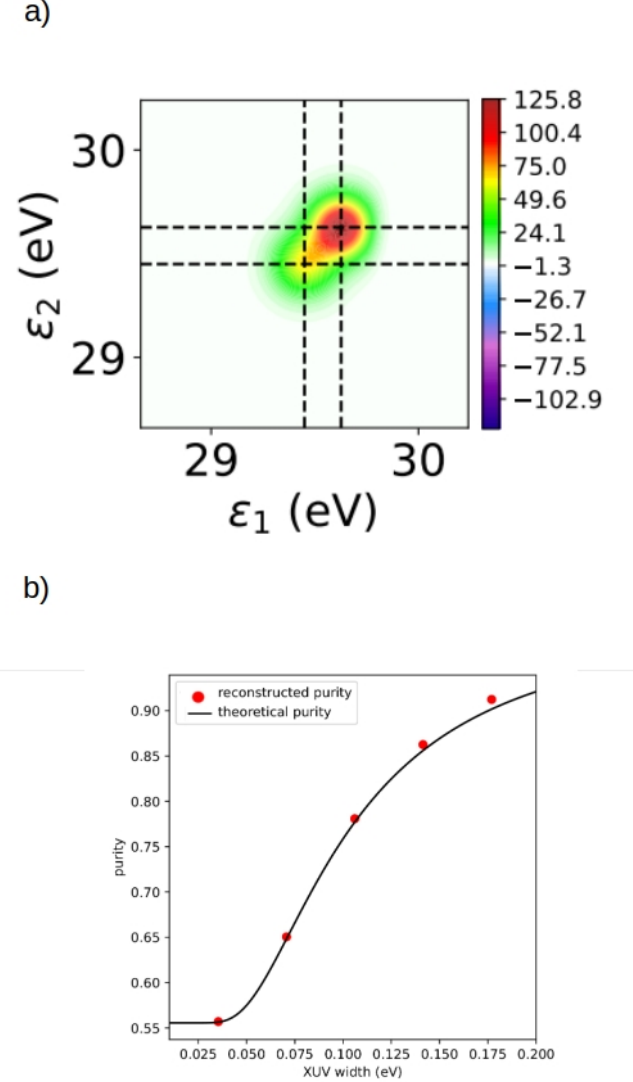 a)
125.8
100.4
75.0
49.6
24.1
−1.3
−26.7
−52.1
−77.5
−102.9
30
29
ε2 (eV)
29 30
ε1 (eV)
b)
reconstructed purity
theoretical purity
0.90
0.85
0.80
0.75
0.70
0.65
0.60
0.55
purity
0.025 0.050 0.075 0.100 0.125 0.150 0.175 0.200
XUV width (eV)